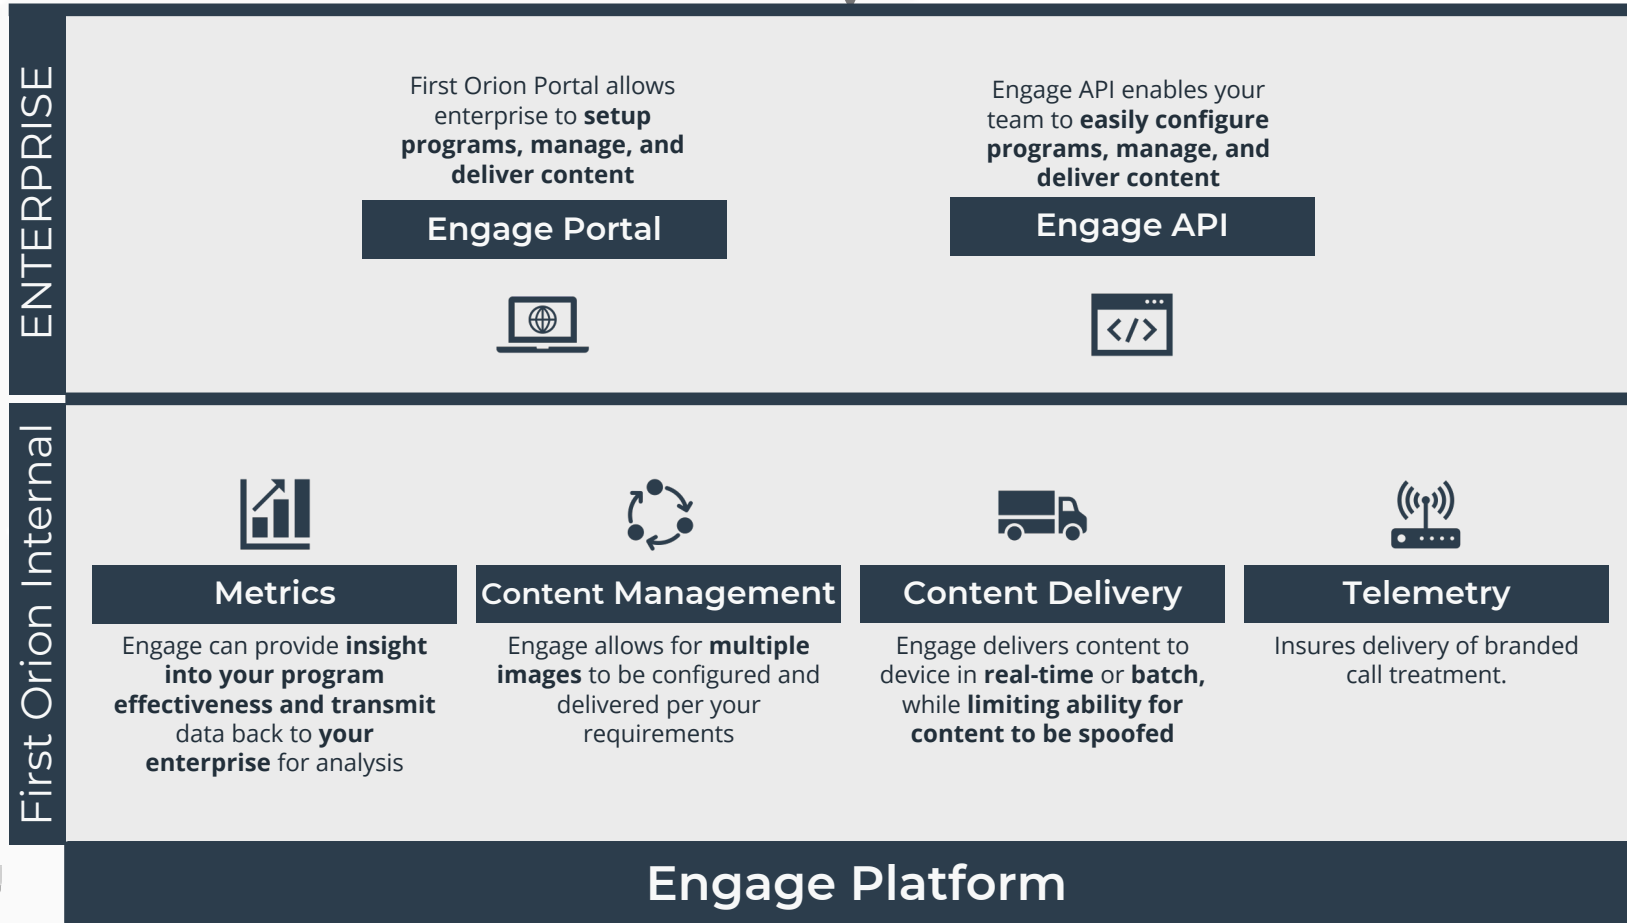 ENTERPRISE
First Orion Portal allows
enterprise to setup
programs, manage, and
deliver content
Engage Portal
Engage API enables your
team to easily configure
programs, manage, and
deliver content
Engage API
</>
First Orion Internal
Metrics
Engage can provide insight
into your program
effectiveness and transmit
data back to your
enterprise for analysis
Content Management
Engage allows for multiple
images to be configured and
delivered per your
requirements
Content Delivery
Engage delivers content to
device in real-time or batch,
while limiting ability for
content to be spoofed
Telemetry
Insures delivery of branded
call treatment.
Engage Platform